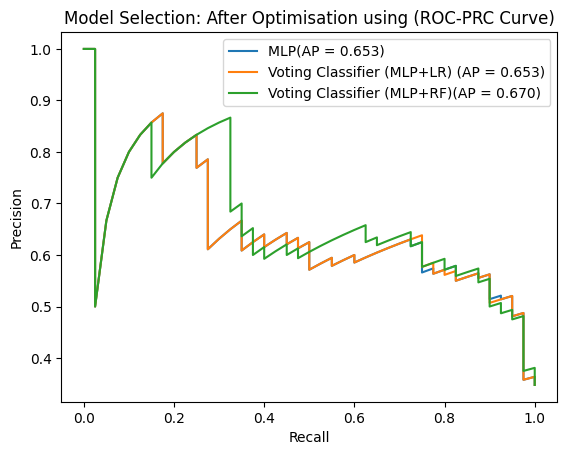 Model Selection: After Optimisation using (ROC-PRC Curve)
MLP(AP = 0.653)
Voting Classifier (MLP+LR) (AP = 0.653)
Voting Classifier (MLP+RF)(AP = 0.670)
Precision
1.0
0.9
0.8
0.7
0.6
0.5
0.4
0.0 0.2 0.4 0.6 0.8 1.0
Recall